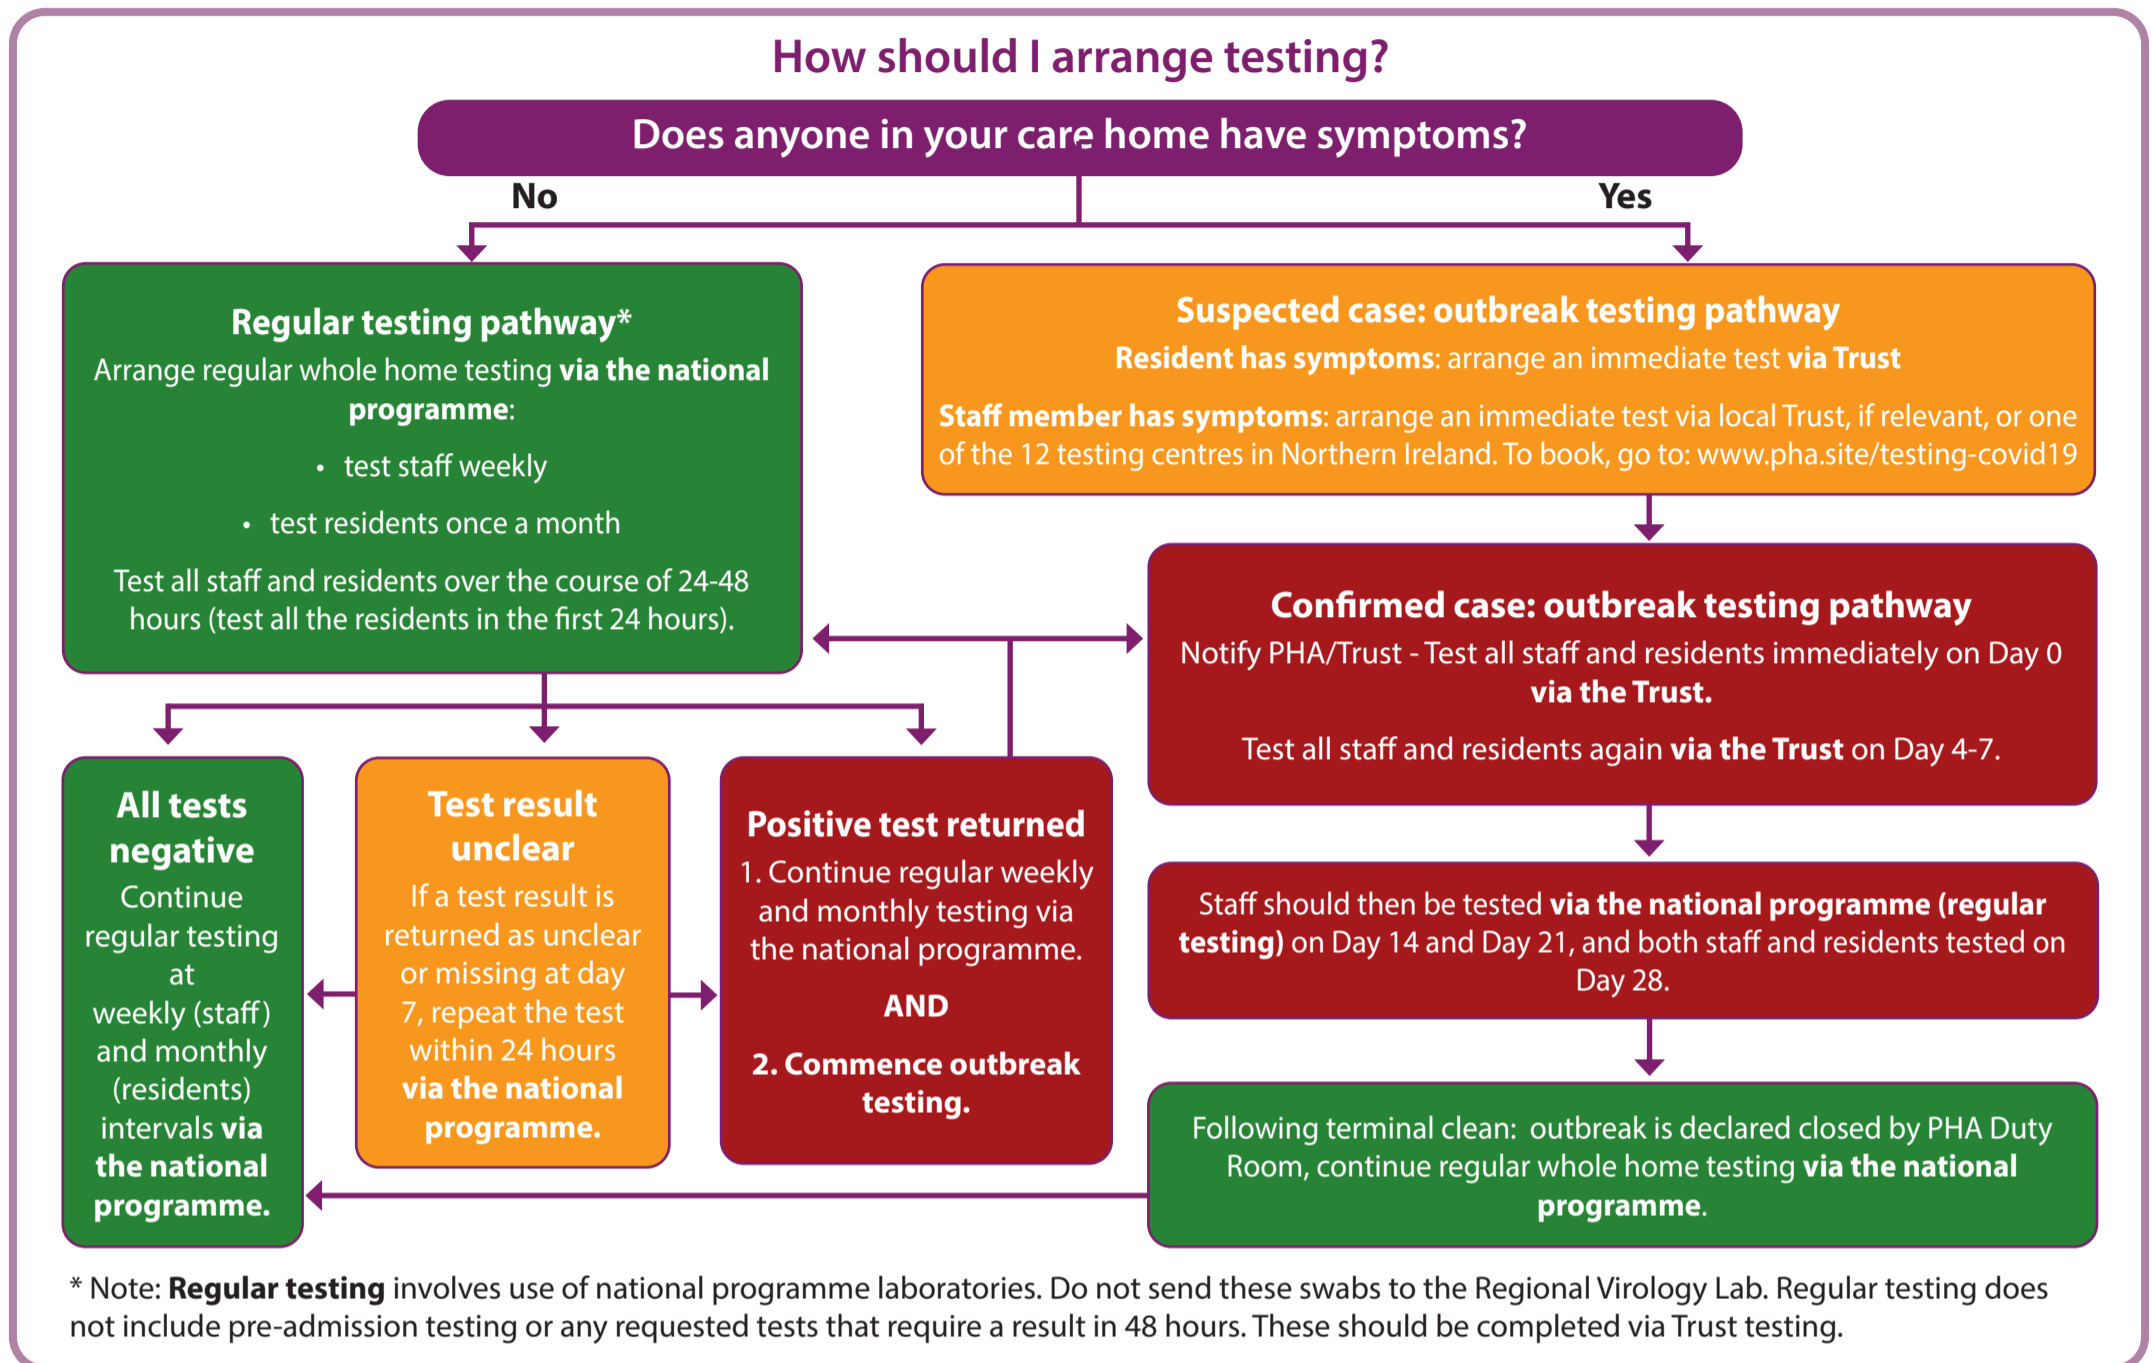 How should I arrange testing?
Does anyone in your care home have symptoms?
No
Yes
Regular testing pathway*
Arrange regular whole home testing via the national
programme:
• test staff weekly
• test residents once a month
Test all staff and residents over the course of 24-48
hours (test all the residents in the first 24 hours).
Suspected case: outbreak testing pathway
Resident has symptoms: arrange an immediate test via Trust
Staff member has symptoms: arrange an immediate test via local Trust, if relevant, or one
of the 12 testing centres in Northern Ireland. To book, go to: www.pha.site/testing-covid19
Confirmed case: outbreak testing pathway
Notify PHA/Trust - Test all staff and residents immediately on Day 0
via the Trust.
Test all staff and residents again via the Trust on Day 4-7.
All tests
negative
Continue
regular testing
at
weekly (staff)
and monthly
(residents)
intervals via
the national
programme.
Test result
unclear
If a test result is
returned as unclear
or missing at day
7, repeat the test
within 24 hours
via the national
programme.
Positive test returned
1. Continue regular weekly
and monthly testing via
the national programme.
AND
2. Commence outbreak
testing.
Staff should then be tested via the national programme (regular
testing) on Day 14 and Day 21, and both staff and residents tested on
Day 28.
Following terminal clean: outbreak is declared closed by PHA Duty
Room, continue regular whole home testing via the national
programme.
* Note: Regular testing involves use of national programme laboratories. Do not send these swabs to the Regional Virology Lab. Regular testing does
not include pre-admission testing or any requested tests that require a result in 48 hours. These should be completed via Trust testing.